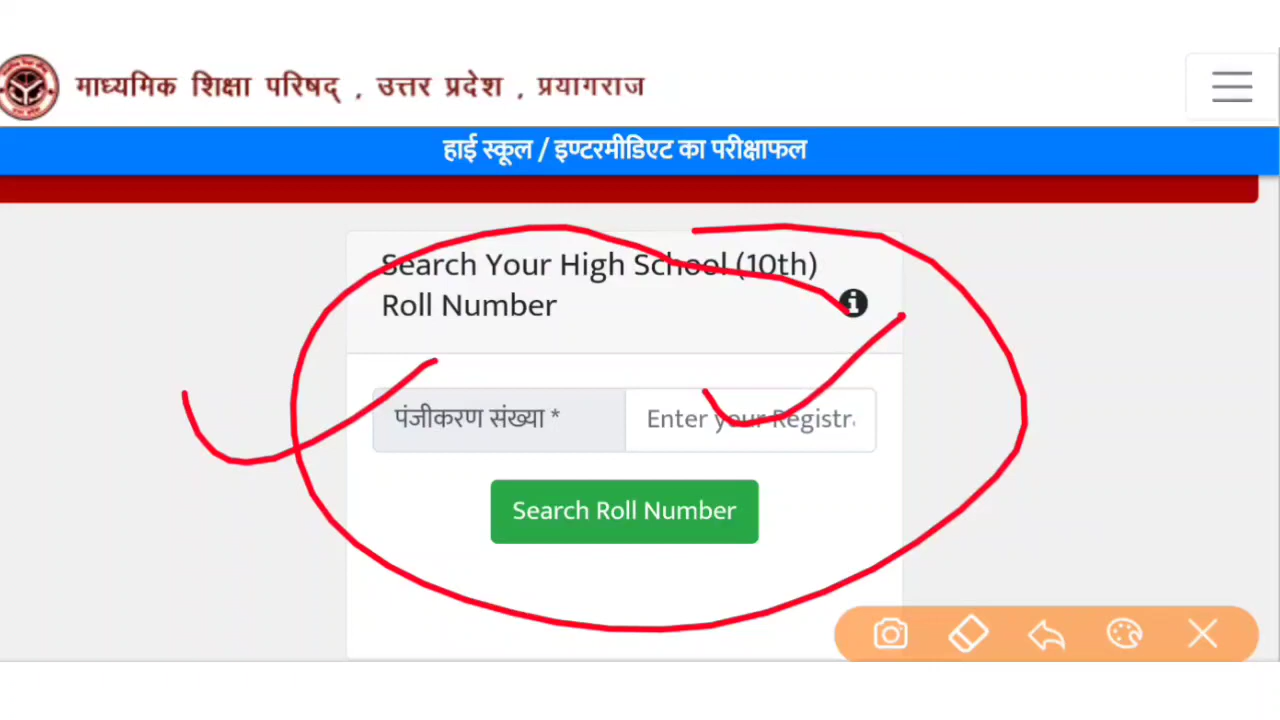 माध्यमिक शिक्षा परिषद् , उत्तर प्रदेश , प्रयागराज
हाई स्कूल / इण्टरमीडिएट का परीक्षाफल
Search Your High School (10th)
Roll Number
पंजीकरण संख्या * Enter your Registr
Search Roll Number